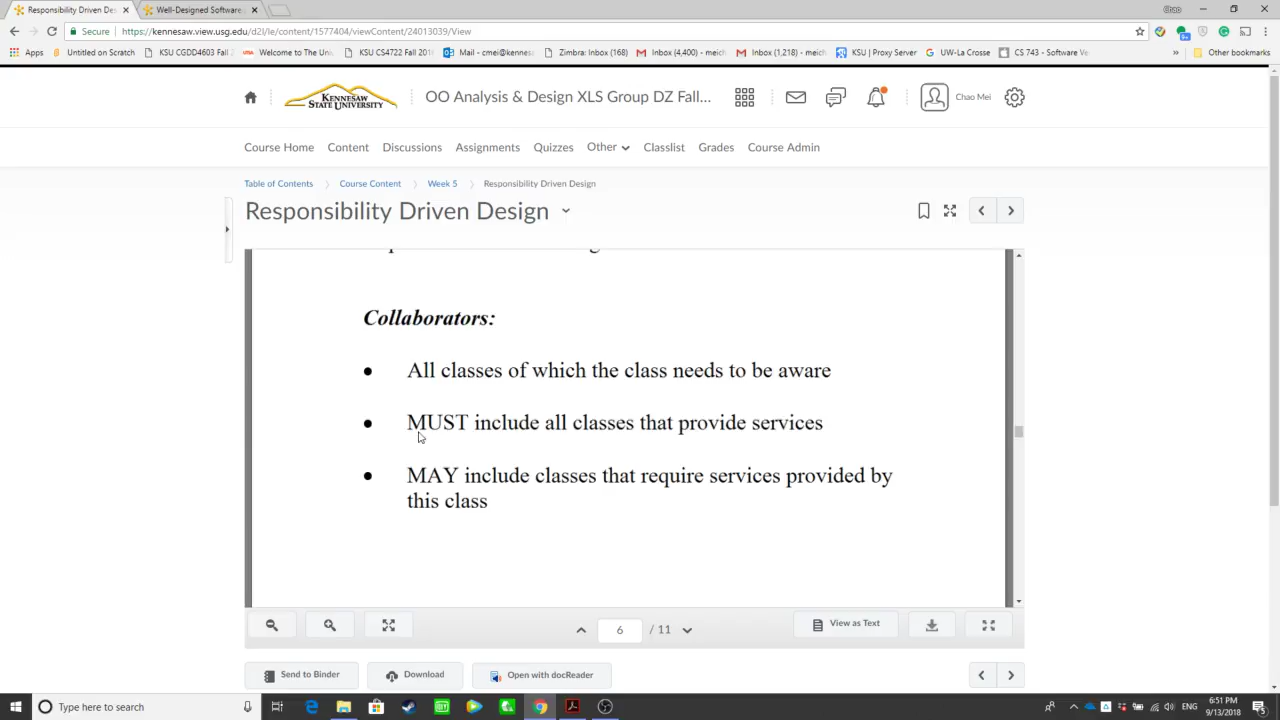 Responsibility Driven Des
Well-Designed Software
Secure
https://kennesaw.view.usg.edu/d2l/le/content/1577404/viewContent/24013039/View
Apps
Untitled on Scratch
KSU CGDD4603 Fall 2
Welcome to The Uni
KSU CS4722 Fall 201
Mail - cmei@kennes
Zimbra: Inbox (168)
Inbox (4,400) - meich
Inbox (1,218) - meich
KSU | Proxy Server
UW-La Crosse
CS 743 - Software Ve
Other bookmarks
KENNESAW
STATE UNIVERSITY
OO Analysis & Design XLS Group DZ Fall...
Chao Mei
Course Home
Content
Discussions
Assignments
Quizzes
Other
Classlist
Grades
Course Admin
Table of Contents
Course Content
Week 5
Responsibility Driven Design
Responsibility Driven Design
Collaborators:
• All classes of which the class needs to be aware
• MUST include all classes that provide services
• MAY include classes that require services provided by
this class
6 / 11
View as Text
Send to Binder
Download
Open with docReader
Type here to search
ENG
6:51 PM
9/13/2018